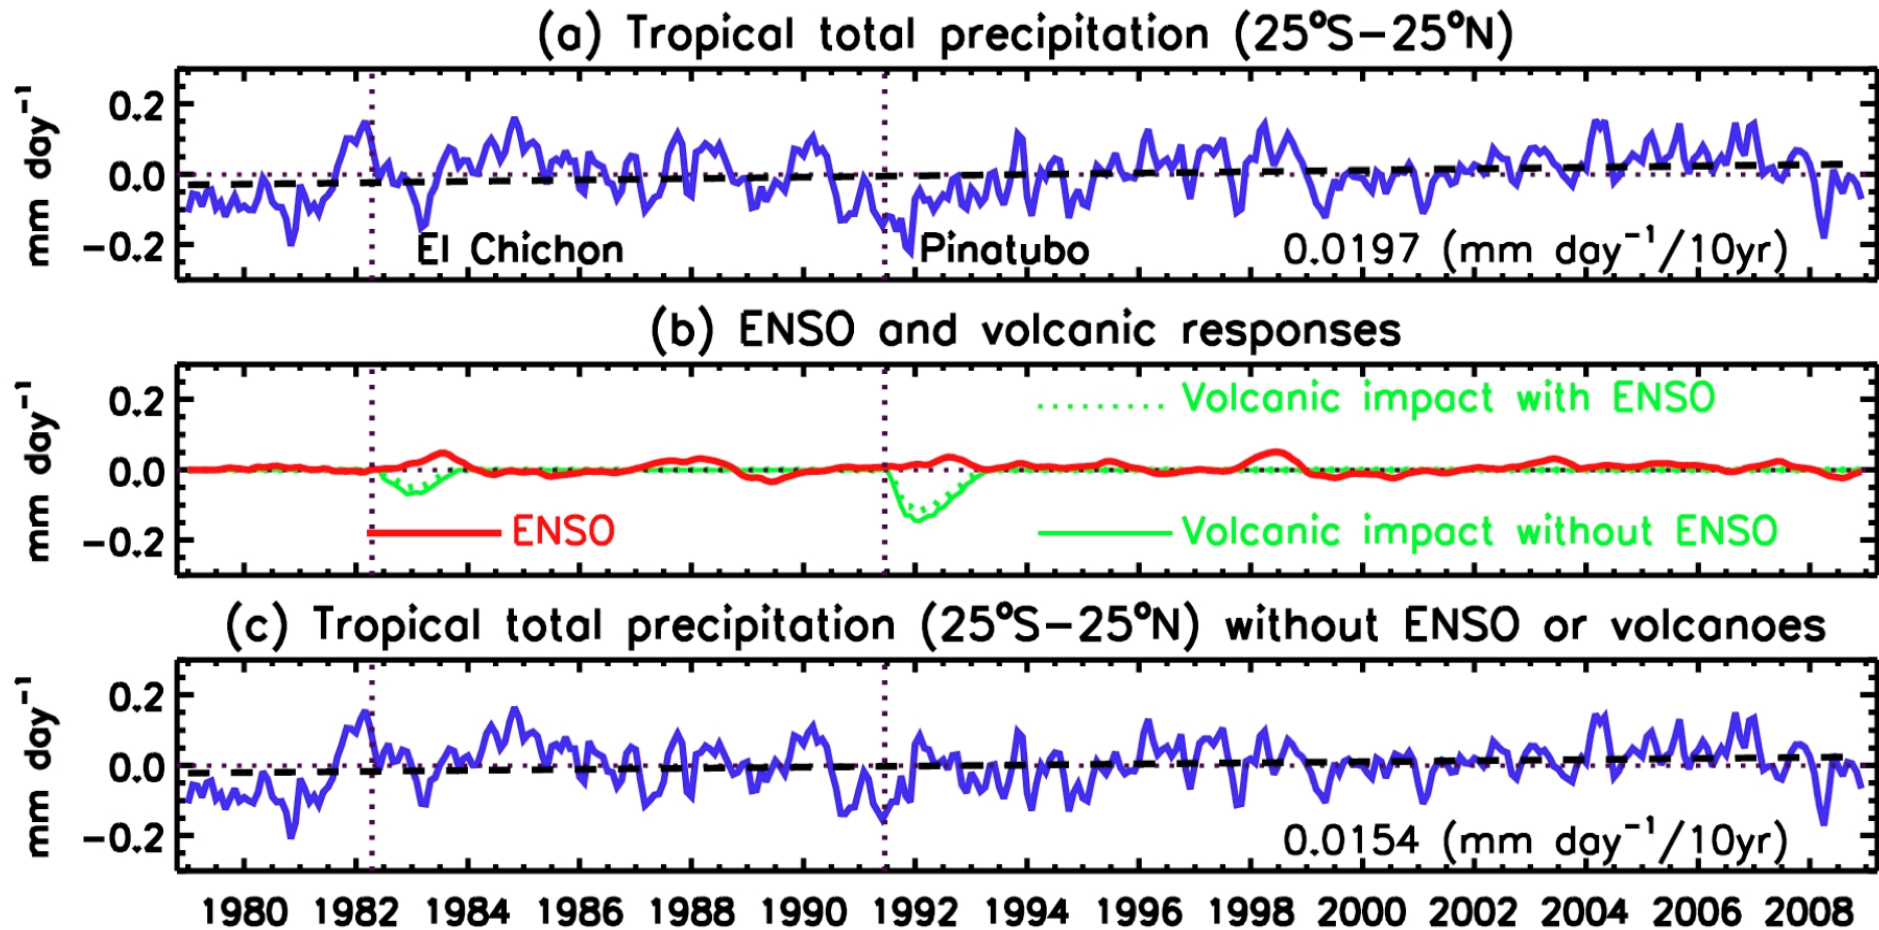 (a) Tropical total precipitation (25°S−25°N)
mm day⁻¹
0.2
0.0
−0.2
El Chichon
Pinatubo
0.0197 (mm day⁻¹/10yr)
(b) ENSO and volcanic responses
mm day⁻¹
0.2
0.0
−0.2
Volcanic impact with ENSO
ENSO
Volcanic impact without ENSO
(c) Tropical total precipitation (25°S−25°N) without ENSO or volcanoes
mm day⁻¹
0.2
0.0
−0.2
0.0154 (mm day⁻¹/10yr)
1980 1982 1984 1986 1988 1990 1992 1994 1996 1998 2000 2002 2004 2006 2008